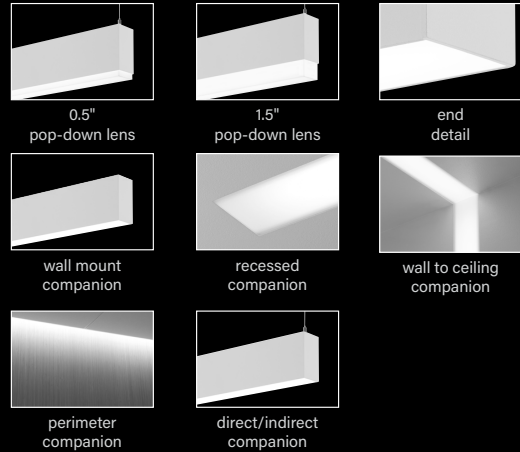 0.5"
pop-down lens
1.5"
pop-down lens
end
detail
wall mount
companion
recessed
companion
wall to ceiling
companion
perimeter
companion
direct/indirect
companion